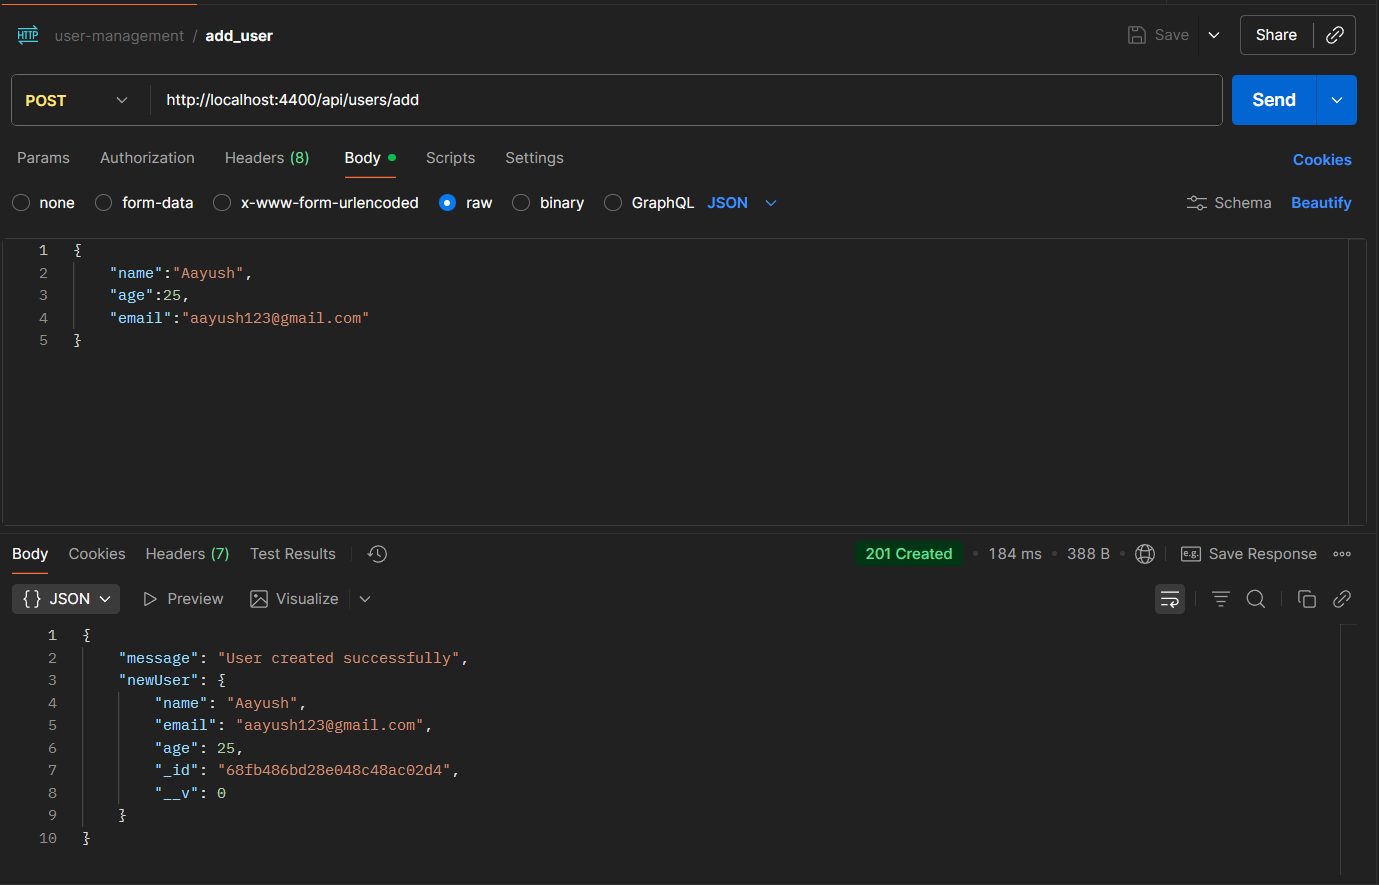 HTTP user-management / add_user Save Share
POST http://localhost:4400/api/users/add Send
Params Authorization Headers (8) Body Scripts Settings Cookies
none form-data x-www-form-urlencoded raw binary GraphQL JSON Schema Beautify
1 {
2 "name":"Aayush",
3 "age":25,
4 "email":"aayush123@gmail.com"
5 }
Body Cookies Headers (7) Test Results 201 Created • 184 ms • 388 B • e.g. Save Response
{} JSON Preview Visualize
1 {
2 "message": "User created successfully",
3 "newUser": {
4 "name": "Aayush",
5 "email": "aayush123@gmail.com",
6 "age": 25,
7 "_id": "68fb486bd28e048c48ac02d4",
8 "__v": 0
9 }
10 }